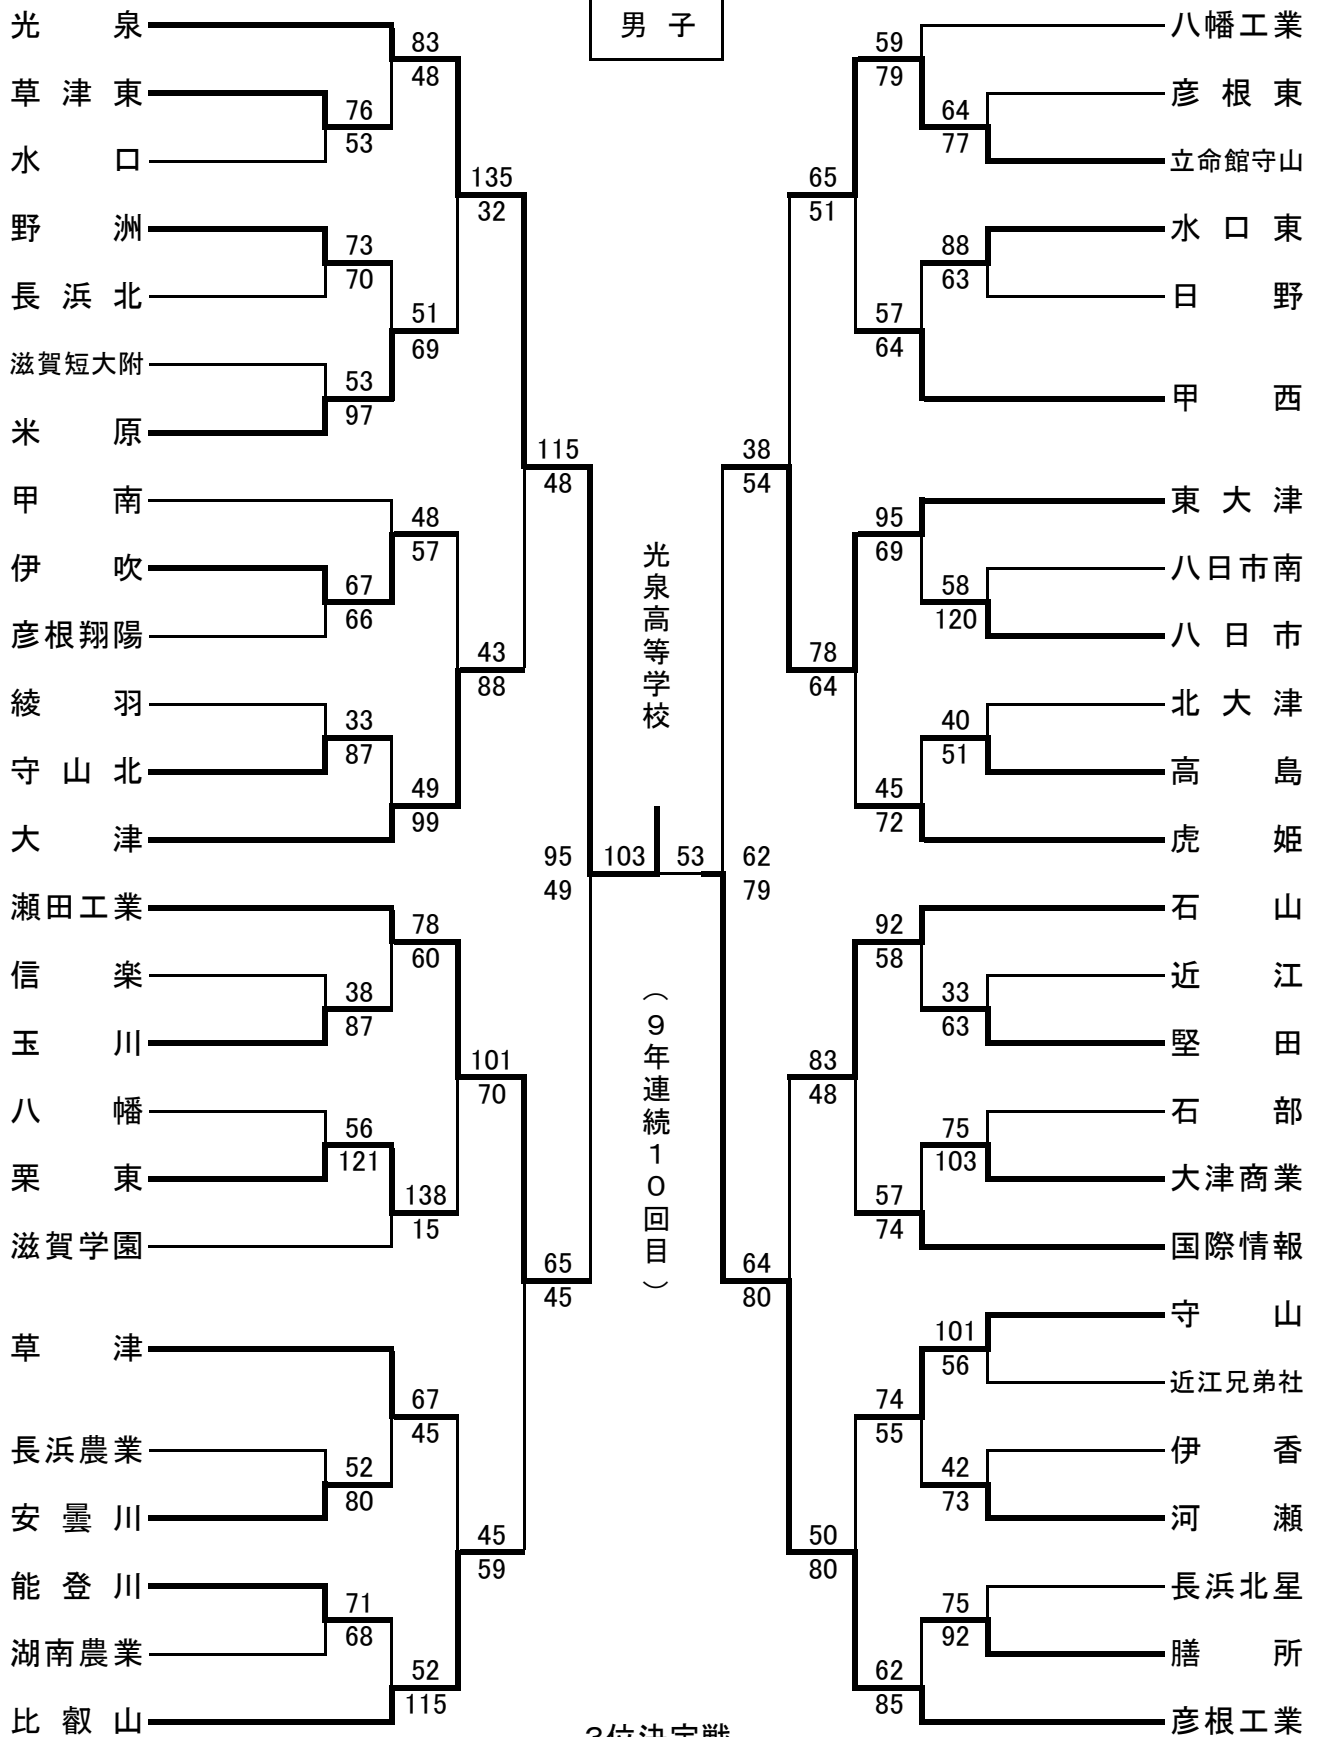 男子
光泉
草津東
水口
野洲
長浜北
滋賀短大附
米原
甲南
伊吹
彦根翔陽
綾羽
守山北
大津
瀬田工業
信楽
玉川
八幡
栗東
滋賀学園
草津
長浜農業
安曇川
能登川
湖南農業
比叡山
83
48
76
53
135
32
73
70
51
69
53
97
115
48
48
57
67
66
43
88
33
87
49
99
95
49
103
53
62
79
78
60
38
87
101
70
56
121
138
15
65
45
67
45
52
80
45
59
71
68
52
115
光泉高等学校
（９年連続１０回目）
59
79
64
77
65
51
88
63
57
64
38
54
95
69
58
120
78
64
40
51
45
72
92
58
33
63
83
48
75
103
57
74
64
80
101
56
74
55
42
73
50
80
75
92
62
85
八幡工業
彦根東
立命館守山
水口東
日野
甲西
東大津
八日市南
八日市
北大津
高島
虎姫
石山
近江
堅田
石部
大津商業
国際情報
守山
近江兄弟社
伊香
河瀬
長浜北星
膳所
彦根工業
3位決定戦